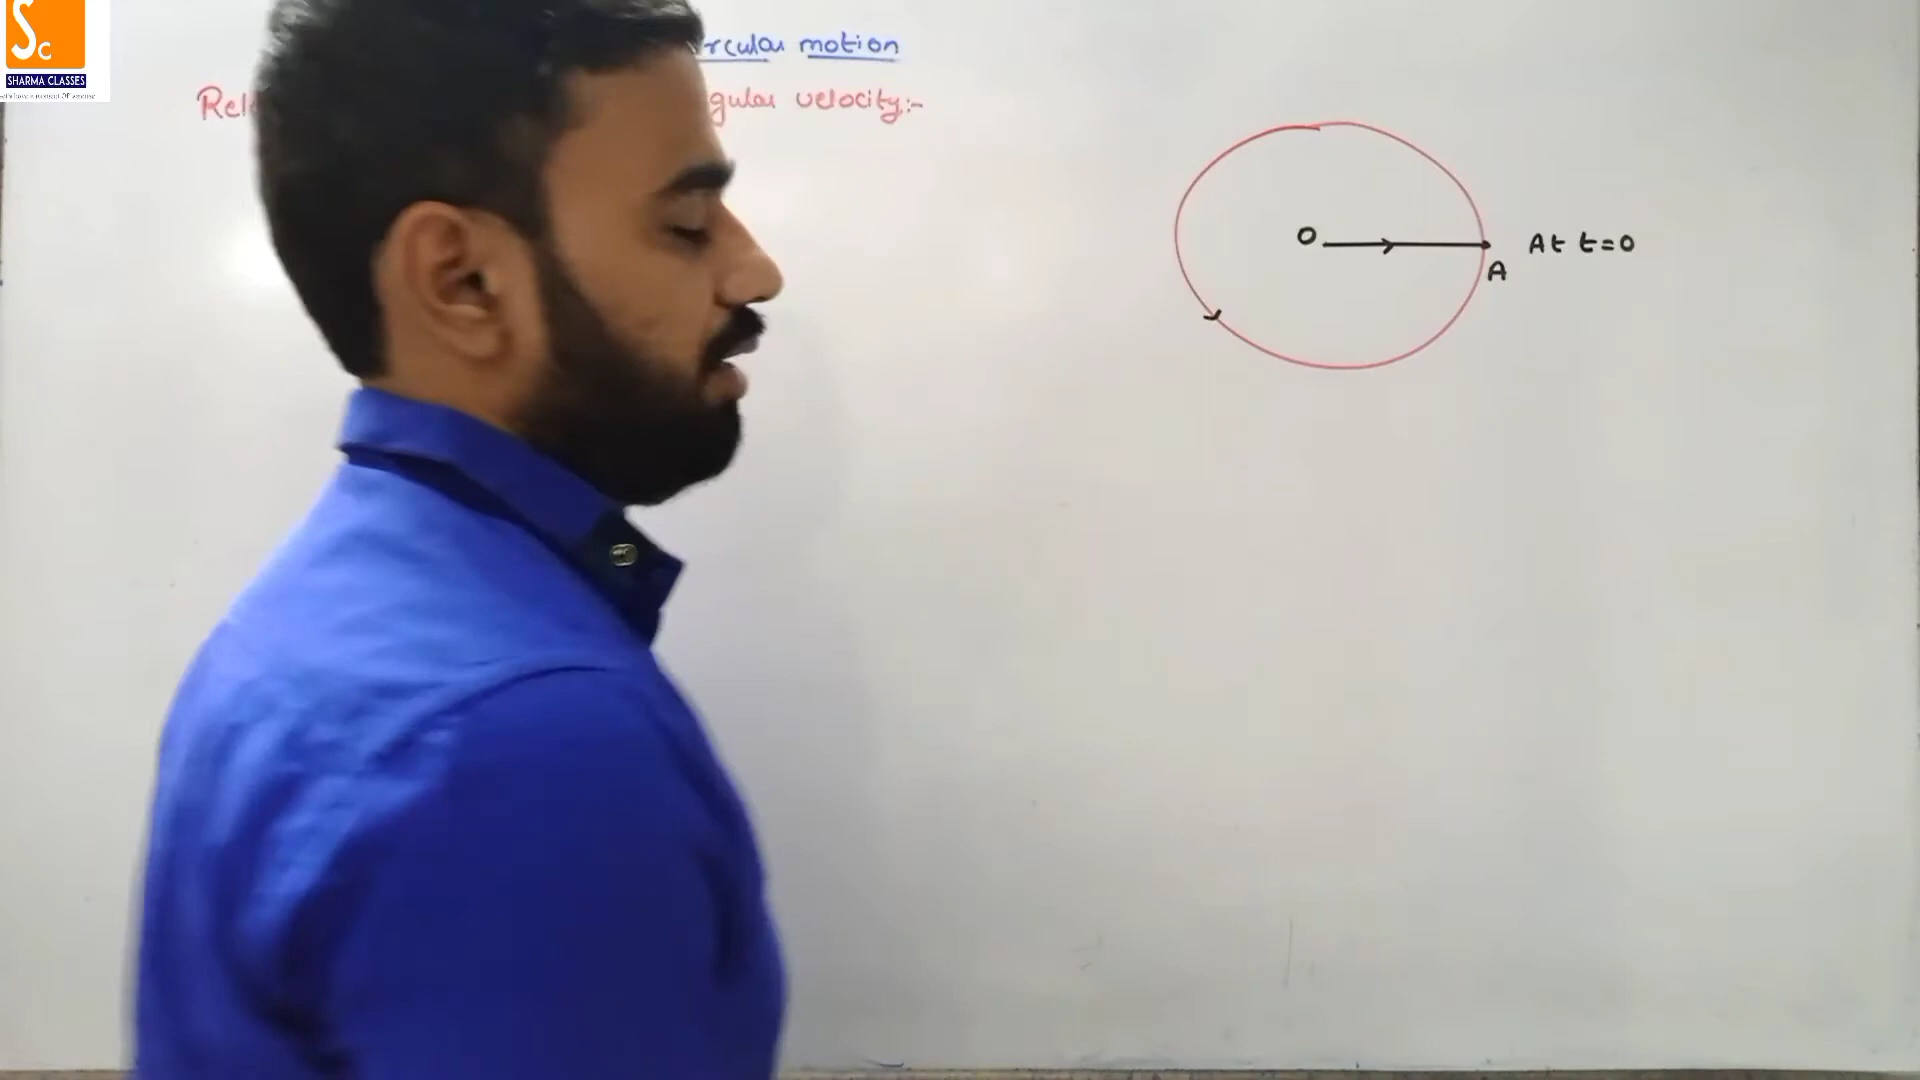 Sc
SHARMA CLASSES
rcular motion
Rel gular velocity:-
O
At t=0
A